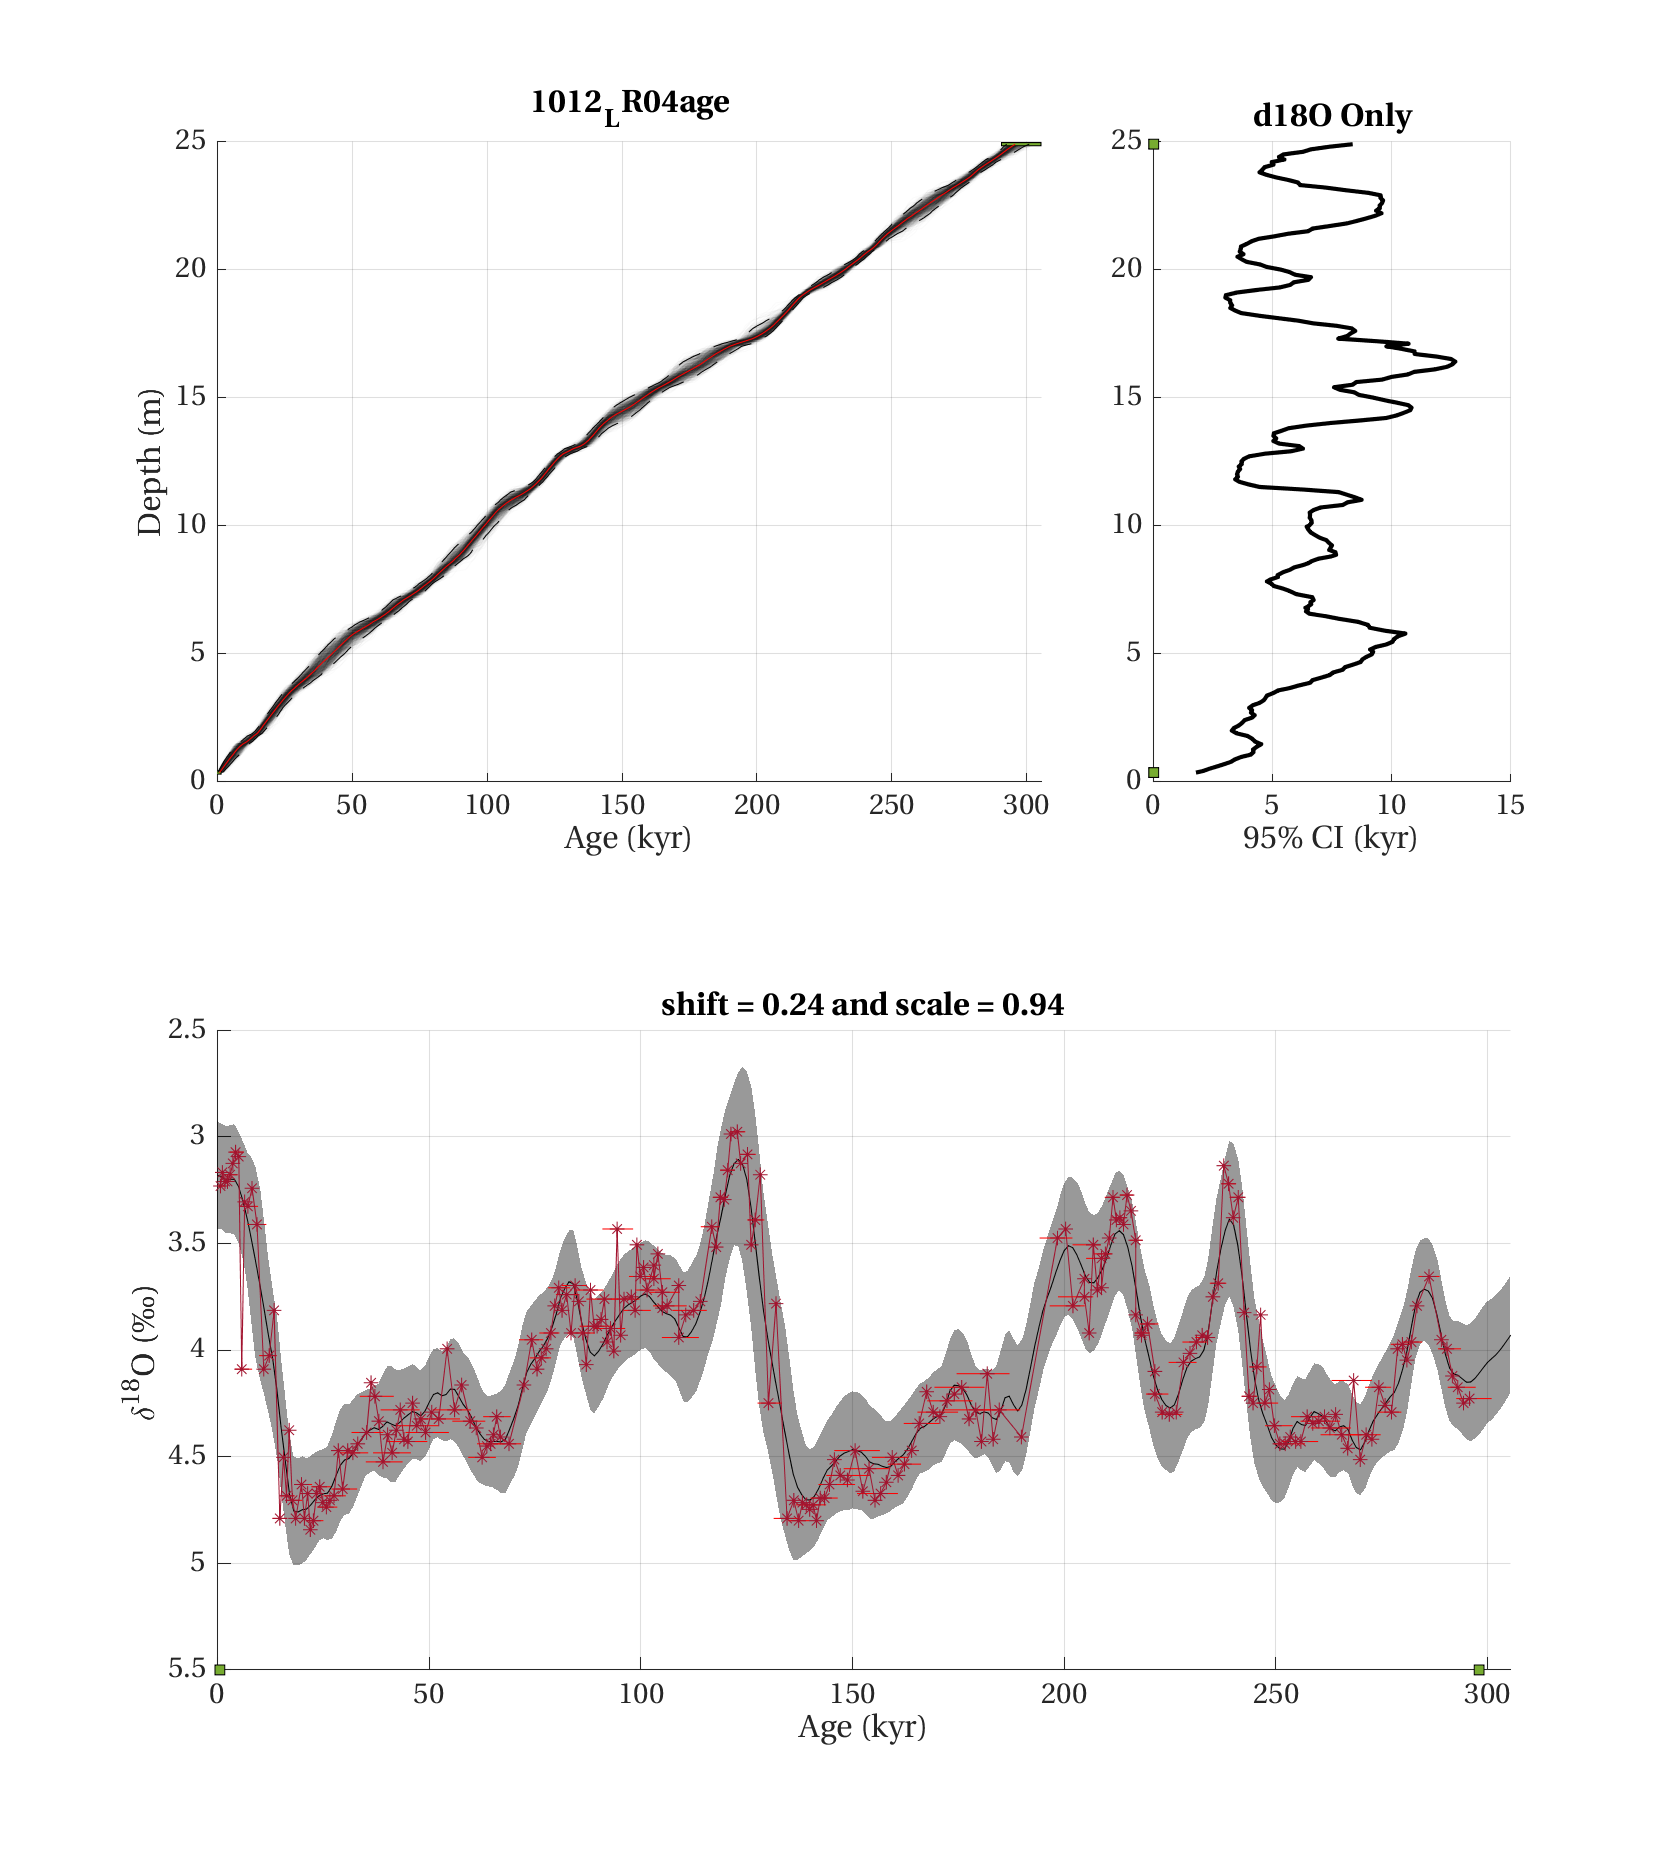 1012LR04age
25
20
15
10
5
0
Depth (m)
0 50 100 150 200 250 300
Age (kyr)
d18O Only
25
20
15
10
5
0
0 5 10 15
95% CI (kyr)
shift = 0.24 and scale = 0.94
2.5
3
3.5
4
4.5
5
5.5
δ18O (‰)
0 50 100 150 200 250 300
Age (kyr)